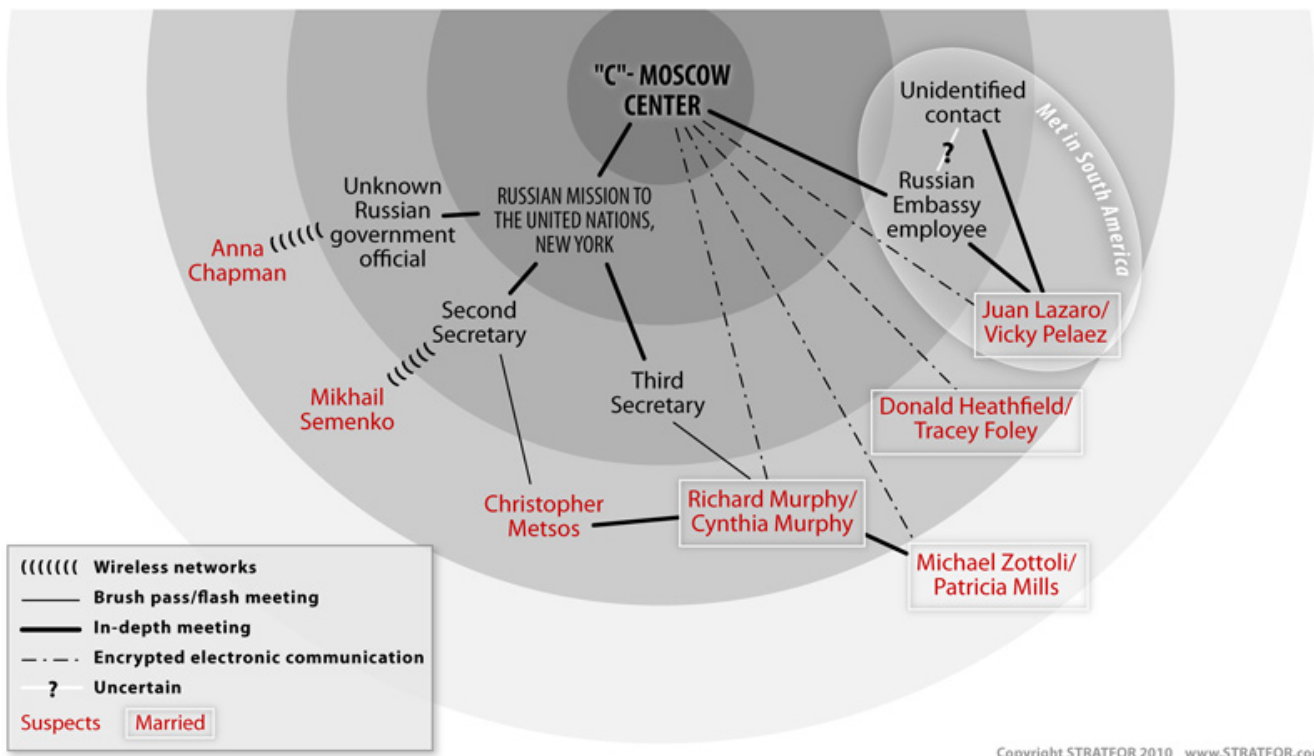 "C"- MOSCOW
CENTER
Unidentified
contact
Met in South America
?
Russian
Embassy
employee
Unknown
Russian
government
official
RUSSIAN MISSION TO
THE UNITED NATIONS,
NEW YORK
Anna
Chapman
Second
Secretary
Juan Lazaro/
Vicky Pelaez
Mikhail
Semenko
Third
Secretary
Donald Heathfield/
Tracey Foley
Christopher
Metsos
Richard Murphy/
Cynthia Murphy
Michael Zottoli/
Patricia Mills
Wireless networks
Brush pass/flash meeting
In-depth meeting
Encrypted electronic communication
? Uncertain
Suspects Married
Copyright STRATFOR 2010 www.STRATFOR.co